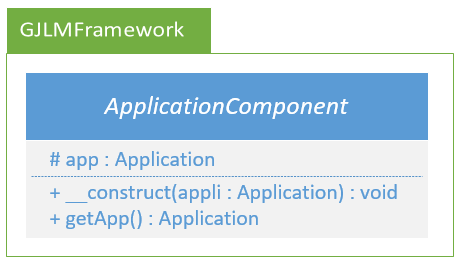 GJLMFramework
ApplicationComponent
# app : Application
+ __construct(appli : Application) : void
+ getApp() : Application